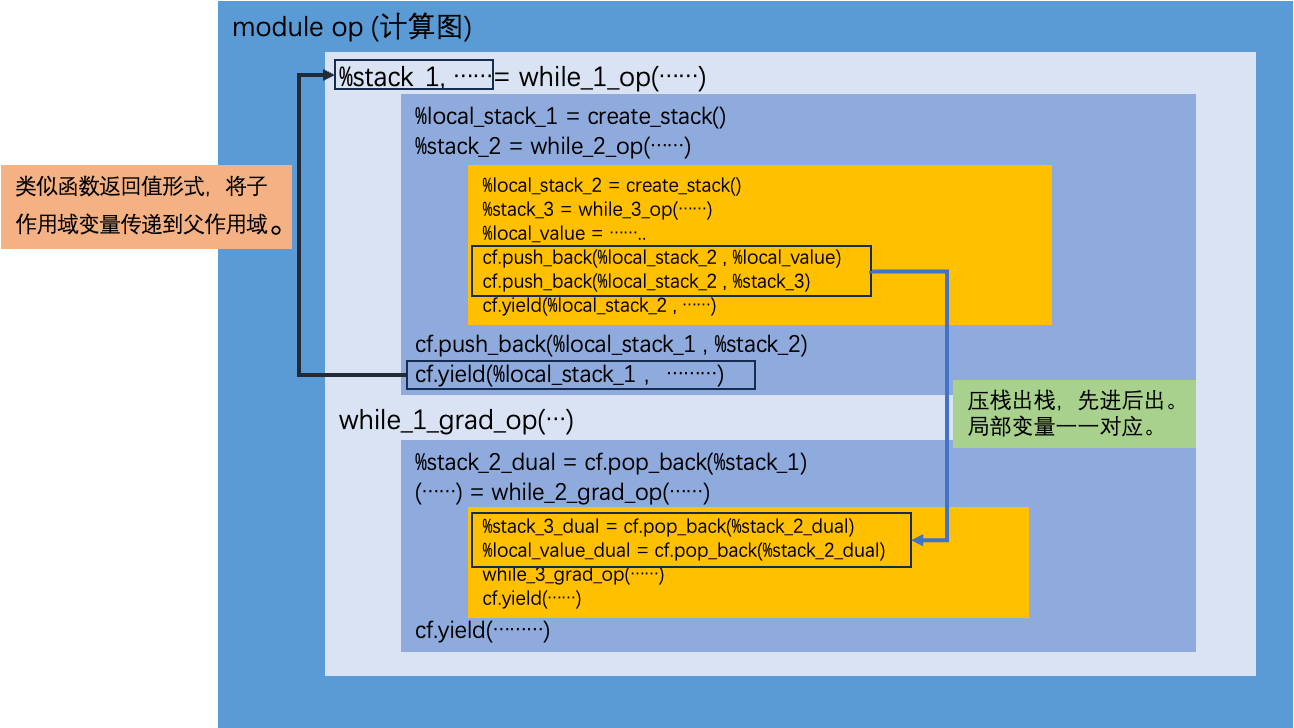 module op (计算图)
%stack_1, ……= while_1_op(……)
%local_stack_1 = create_stack()
%stack_2 = while_2_op(……)
类似函数返回值形式，将子
作用域变量传递到父作用域。
%local_stack_2 = create_stack()
%stack_3 = while_3_op(……)
%local_value = ……..
cf.push_back(%local_stack_2 , %local_value)
cf.push_back(%local_stack_2 , %stack_3)
cf.yield(%local_stack_2 , ……)
cf.push_back(%local_stack_1 , %stack_2)
cf.yield(%local_stack_1 , ………)
压栈出栈，先进后出。
局部变量一一对应。
while_1_grad_op(…)
%stack_2_dual = cf.pop_back(%stack_1)
(……) = while_2_grad_op(……)
%stack_3_dual = cf.pop_back(%stack_2_dual)
%local_value_dual = cf.pop_back(%stack_2_dual)
while_3_grad_op(……)
cf.yield(……)
cf.yield(………)